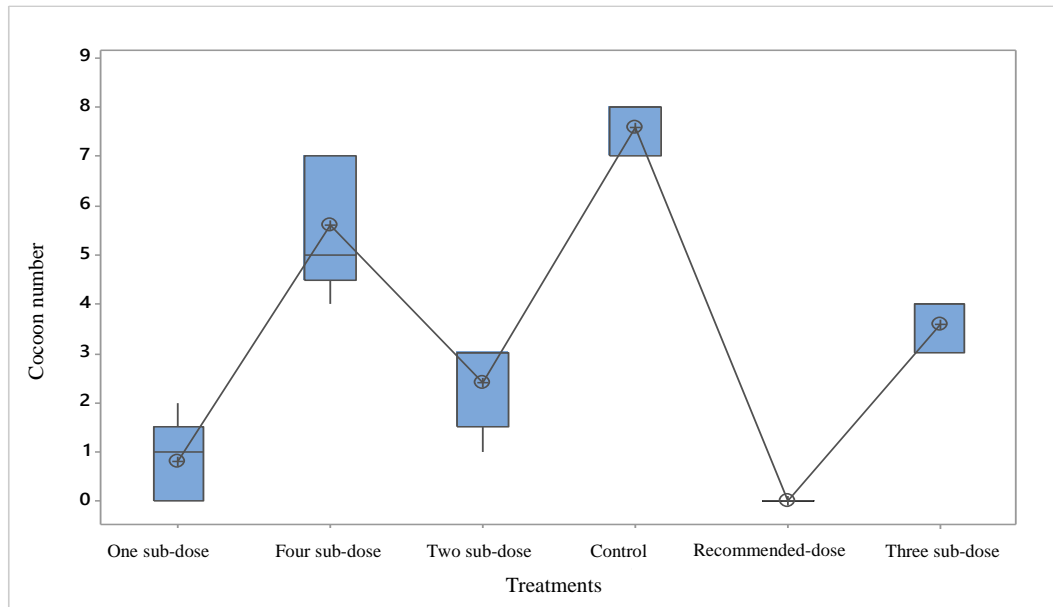 9
8
7
6
5
4
3
2
1
0
Cocoon number
One sub-dose
Four sub-dose
Two sub-dose
Control
Recommended-dose
Three sub-dose
Treatments